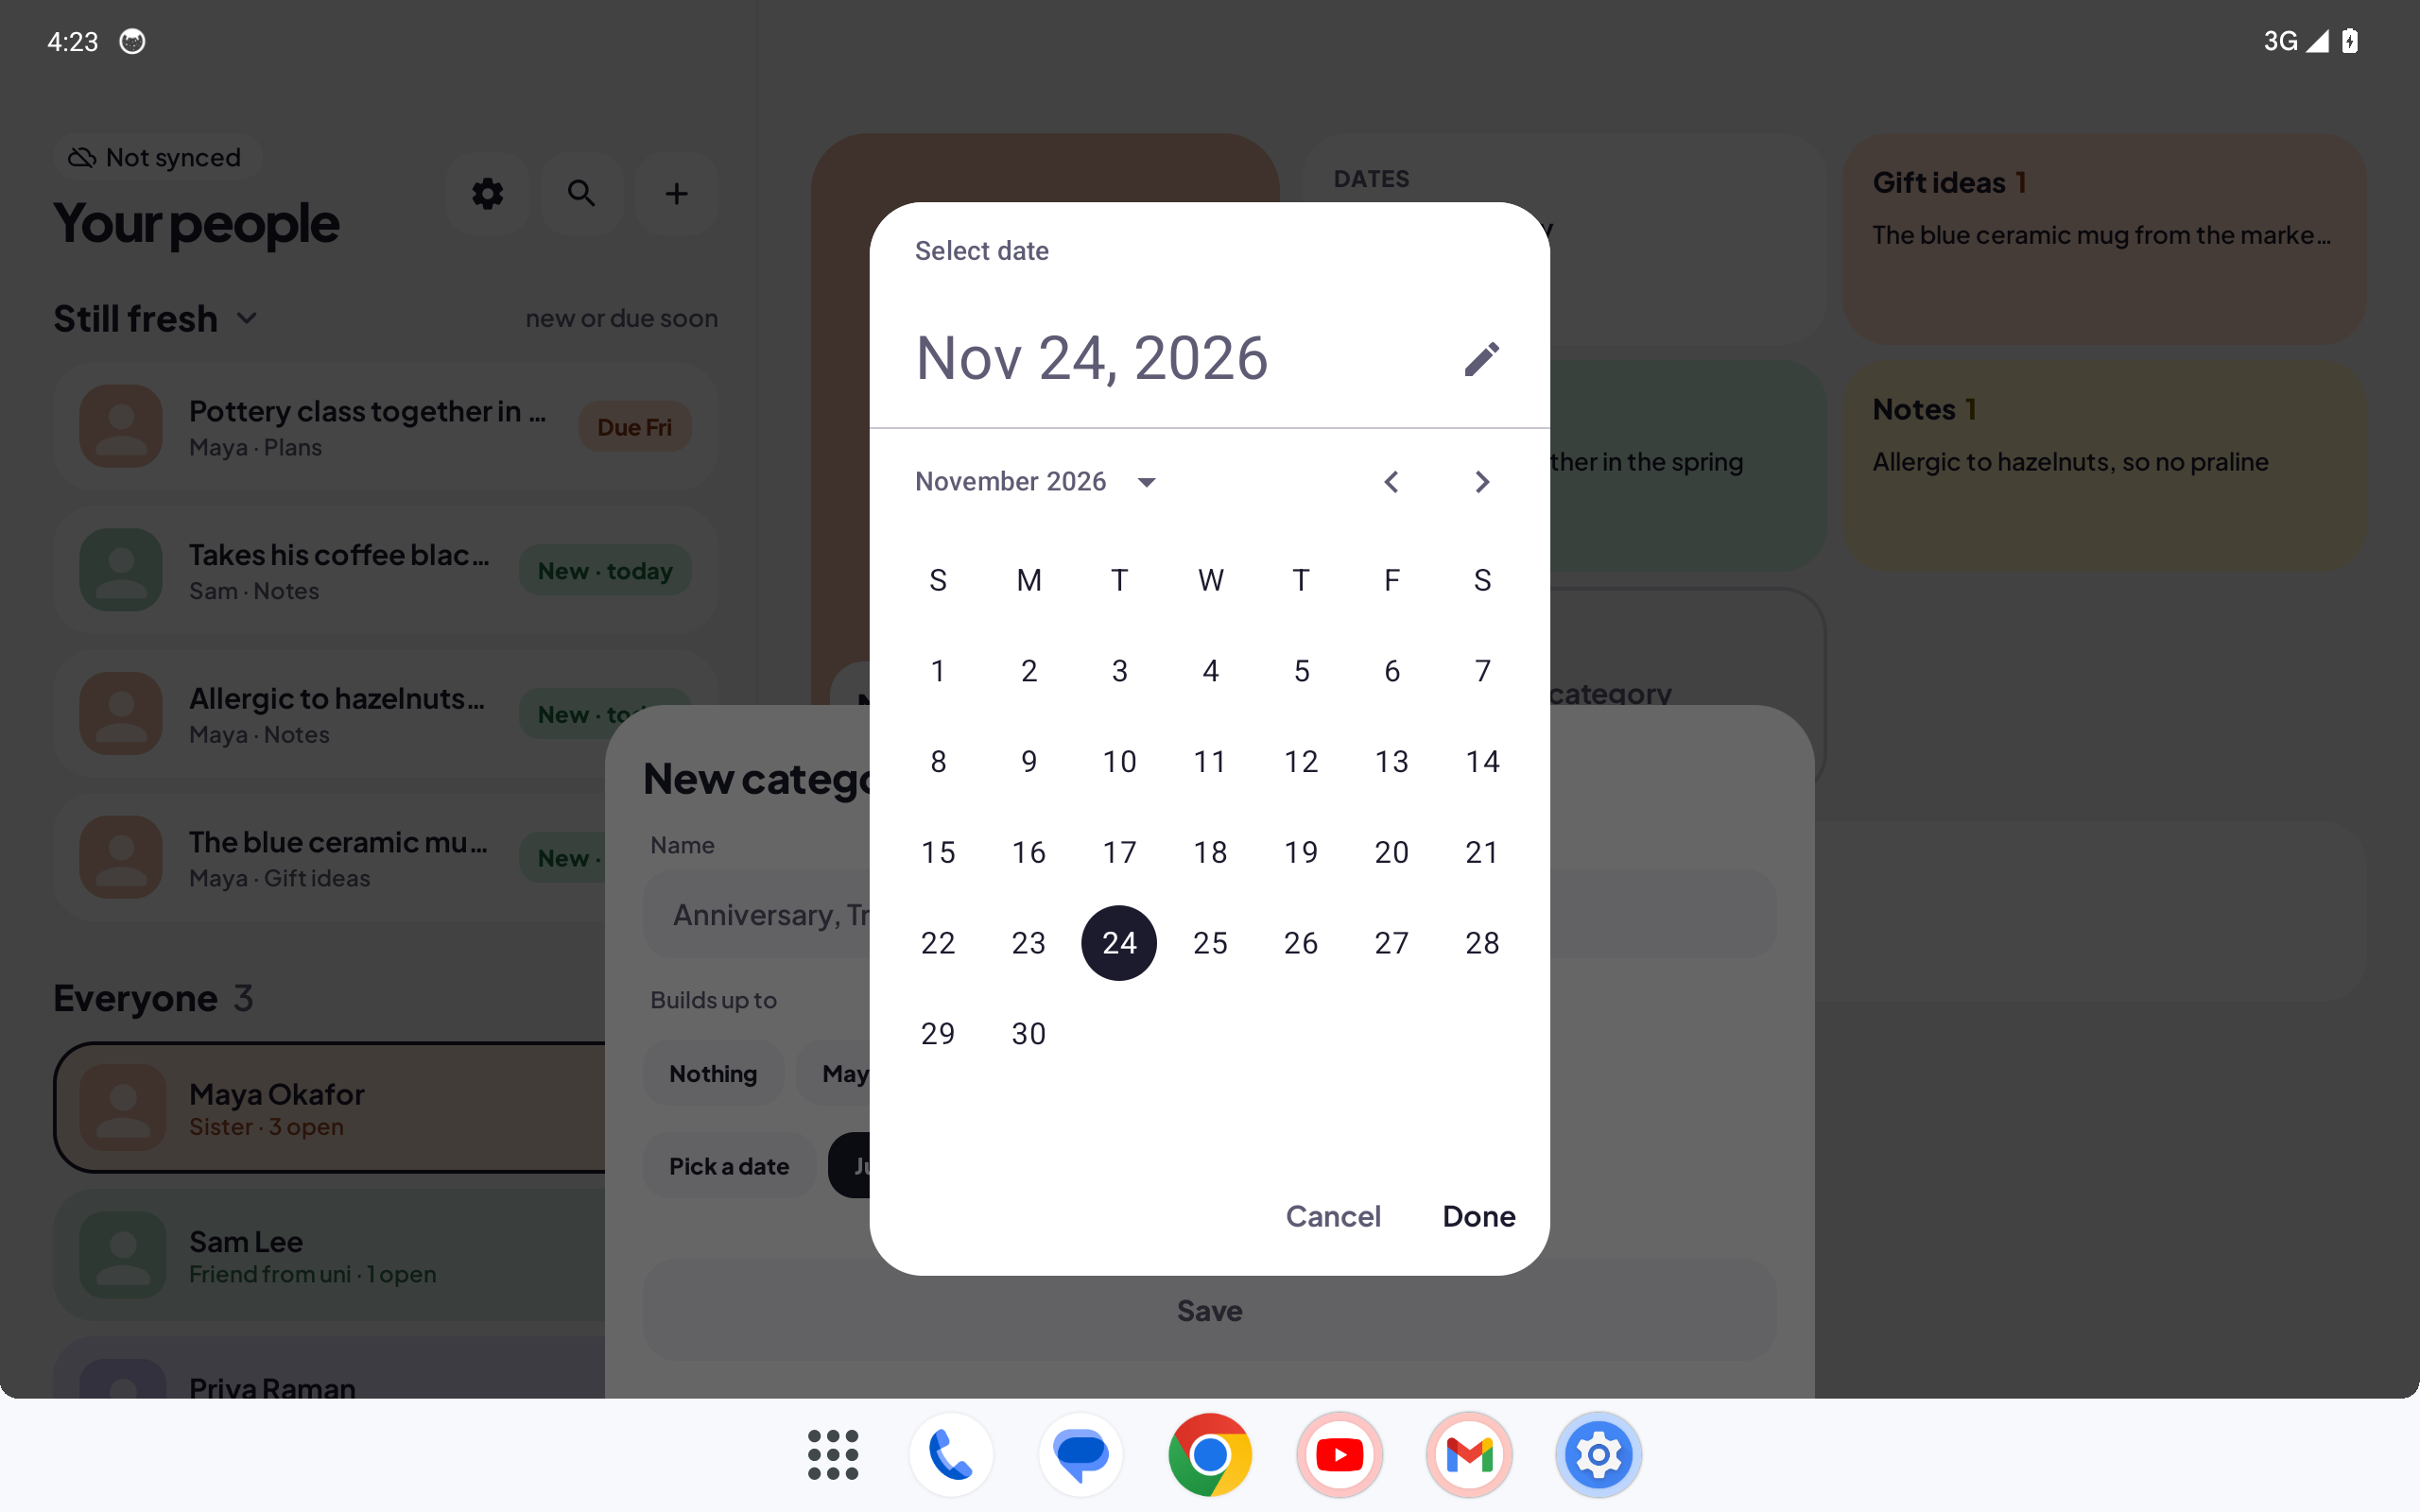 4:23
3G
Not synced
Your people
Still fresh
new or due soon
Pottery class together in ...
Maya · Plans
Due Fri
Takes his coffee blac...
Sam · Notes
New · today
Allergic to hazelnuts...
Maya · Notes
New ·
The blue ceramic mu...
Maya · Gift ideas
New ·
Everyone 3
Maya Okafor
Sister · 3 open
Sam Lee
Friend from uni · 1 open
Priya Raman
DATES
Gift ideas 1
The blue ceramic mug from the marke...
ther in the spring
Notes 1
Allergic to hazelnuts, so no praline
category
New catego
Name
Anniversary, Tr
Builds up to
Nothing
May
Pick a date
Save
Select date
Nov 24, 2026
November 2026
S M T W T F S
1 2 3 4 5 6 7
8 9 10 11 12 13 14
15 16 17 18 19 20 21
22 23 24 25 26 27 28
29 30
Cancel
Done